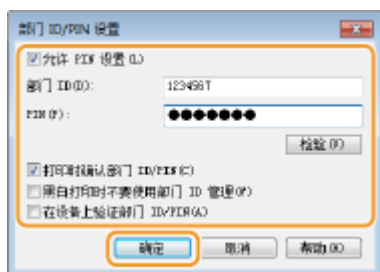 部门 ID/PIN 设置
允许 PIN 设置(L)
部门 ID(D): 1234567
PIN(P): ●●●●●●●
检验(V)
打印时确认部门 ID/PIN(C)
黑白打印时不要使用部门 ID 管理(W)
在设备上验证部门 ID/PIN(A)
确定 取消 帮助(H)